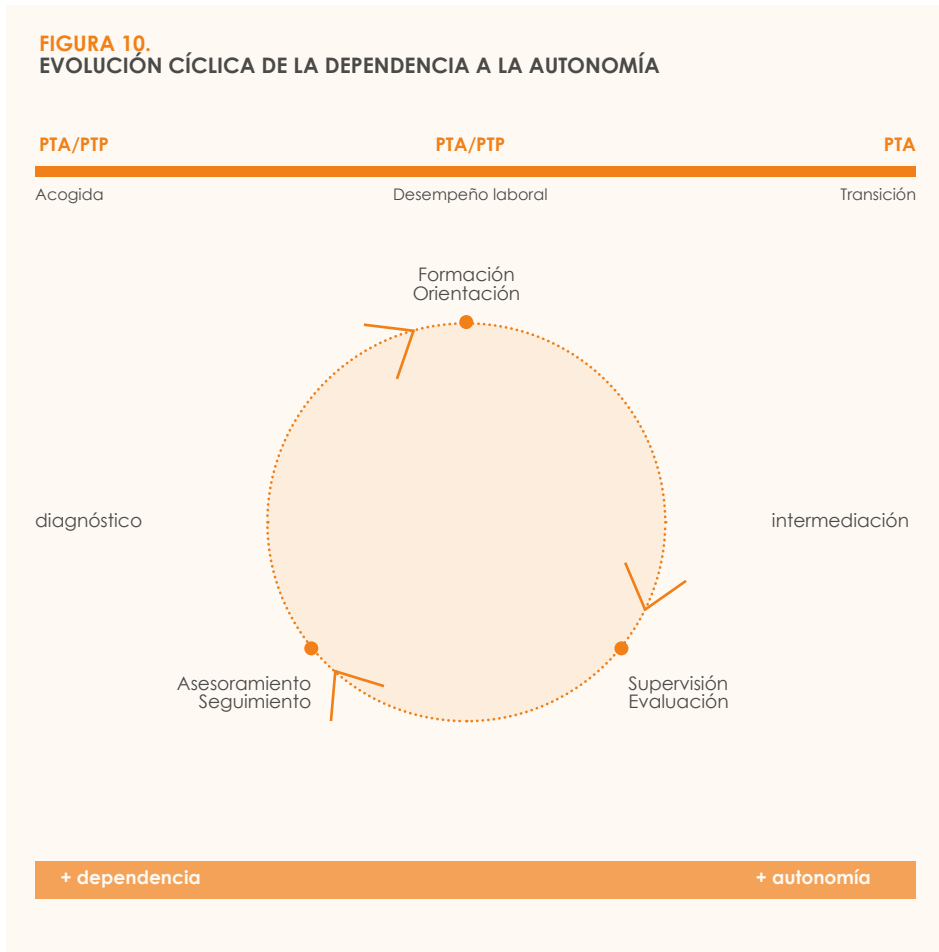 FIGURA 10.
EVOLUCIÓN CÍCLICA DE LA DEPENDENCIA A LA AUTONOMÍA
PTA/PTP
PTA/PTP
PTA
Acogida
Desempeño laboral
Transición
Formación
Orientación
diagnóstico
intermediación
Asesoramiento
Seguimiento
Supervisión
Evaluación
+ dependencia
+ autonomía